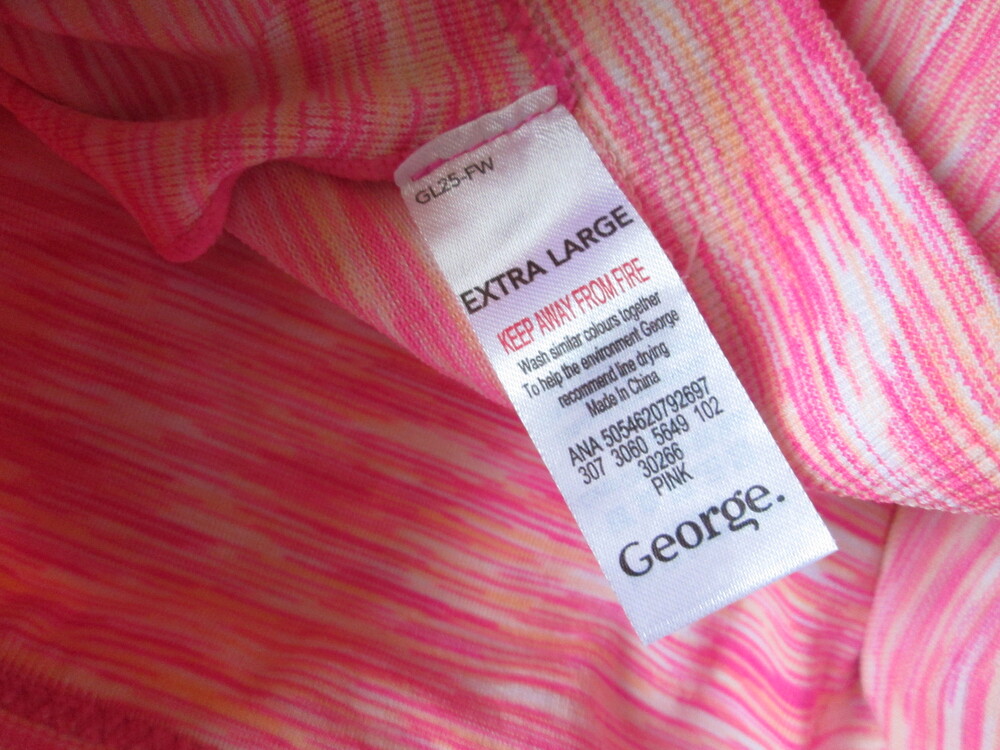 GL25-FW
EXTRA LARGE
KEEP AWAY FROM FIRE
Wash similar colours together
To help the environment George
recommend line drying
Made In China
ANA 5054620792697
307 3060 5649 102
30266
PINK
George.